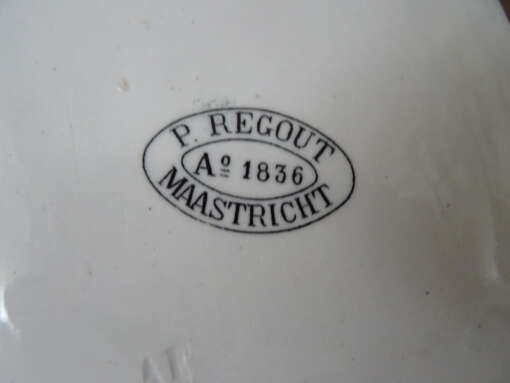 P. REGOUT
Aº 1836
MAASTRICHT